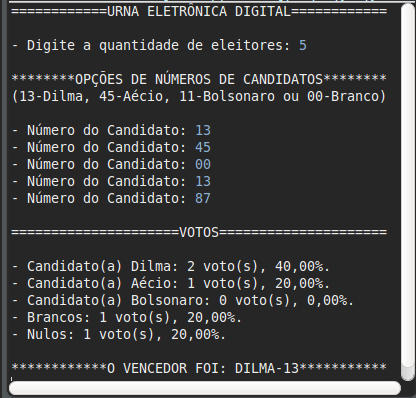 ============URNA ELETRÔNICA DIGITAL============
- Digite a quantidade de eleitores: 5
********OPÇÕES DE NÚMEROS DE CANDIDATOS********
(13-Dilma, 45-Aécio, 11-Bolsonaro ou 00-Branco)
- Número do Candidato: 13
- Número do Candidato: 45
- Número do Candidato: 00
- Número do Candidato: 13
- Número do Candidato: 87
=====================VOTOS=====================
- Candidato(a) Dilma: 2 voto(s), 40,00%.
- Candidato(a) Aécio: 1 voto(s), 20,00%.
- Candidato(a) Bolsonaro: 0 voto(s), 0,00%.
- Brancos: 1 voto(s), 20,00%.
- Nulos: 1 voto(s), 20,00%.
************O VENCEDOR FOI: DILMA-13***********